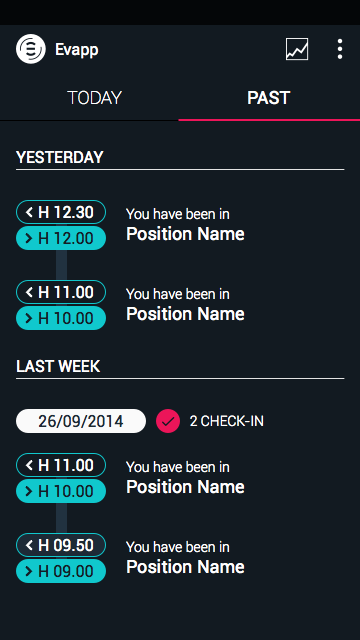 Evapp
TODAY
PAST
YESTERDAY
< H 12.30
> H 12.00
You have been in
Position Name
< H 11.00
> H 10.00
You have been in
Position Name
LAST WEEK
26/09/2014
2 CHECK-IN
< H 11.00
> H 10.00
You have been in
Position Name
< H 09.50
> H 09.00
You have been in
Position Name